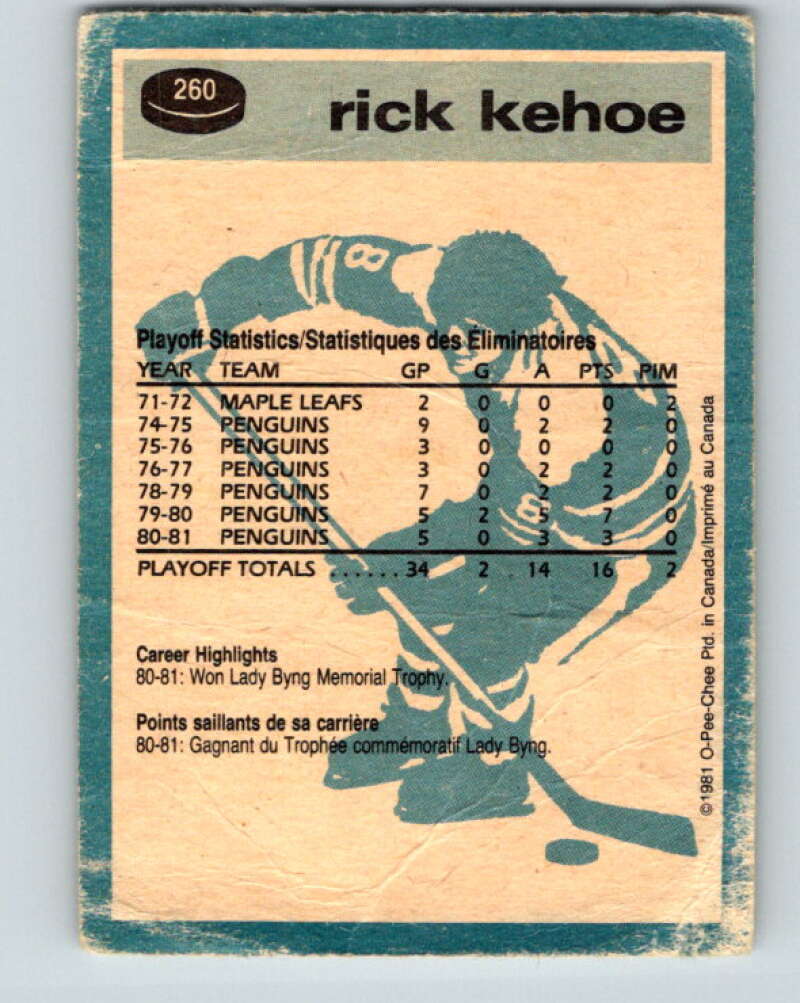 260
rick kehoe
8
Playoff Statistics/Statistiques des Éliminatoires
YEAR TEAM GP G A PTS PIM
71-72 MAPLE LEAFS 2 0 0 0 2
74-75 PENGUINS 9 0 2 2 0
75-76 PENGUINS 3 0 0 0 0
76-77 PENGUINS 3 0 2 2 0
78-79 PENGUINS 7 0 2 2 0
79-80 PENGUINS 5 2 5 7 0
80-81 PENGUINS 5 0 3 3 0
8
PLAYOFF TOTALS ......34 2 . 14 16 2
Career Highlights
80-81: Won Lady Byng Memorial Trophy.
Points saillants de sa carrière
80-81: Gagnant du Trophée commémoratif Lady Byng.
©1981 O-Pee-Chee Ptd. in Canada/Imprimé au Canada